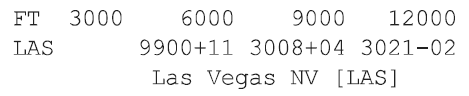 FT 3000 6000 9000 12000
LAS 9900+11 3008+04 3021-02
Las Vegas NV [LAS]